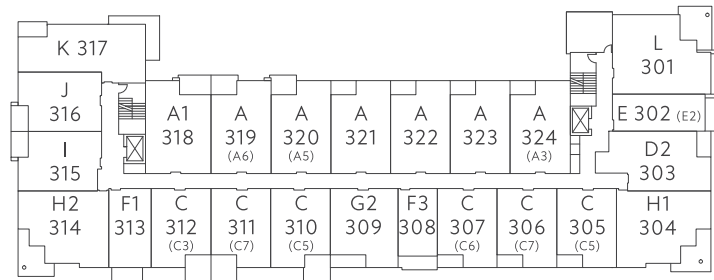 K 317
L
301
J
316
A1
318
A
319
(A6)
A
320
(A5)
A
321
A
322
A
323
A
324
(A3)
E 302 (E2)
I
315
D2
303
H2
314
F1
313
C
312
(C3)
C
311
(C7)
C
310
(C5)
G2
309
F3
308
C
307
(C6)
C
306
(C7)
C
305
(C5)
H1
304